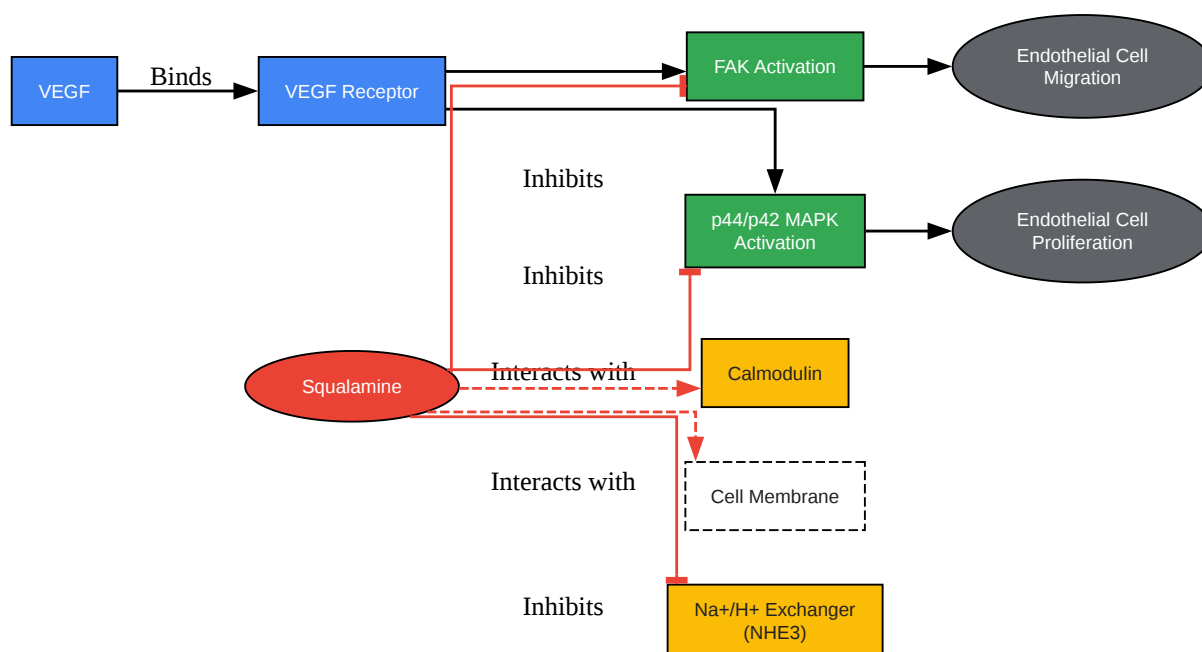 VEGF
Binds
VEGF Receptor
FAK Activation
Endothelial Cell
Migration
Inhibits
p44/p42 MAPK
Activation
Endothelial Cell
Proliferation
Inhibits
Squalamine
Interacts with
Calmodulin
Interacts with
Cell Membrane
Inhibits
Na+/H+ Exchanger
(NHE3)